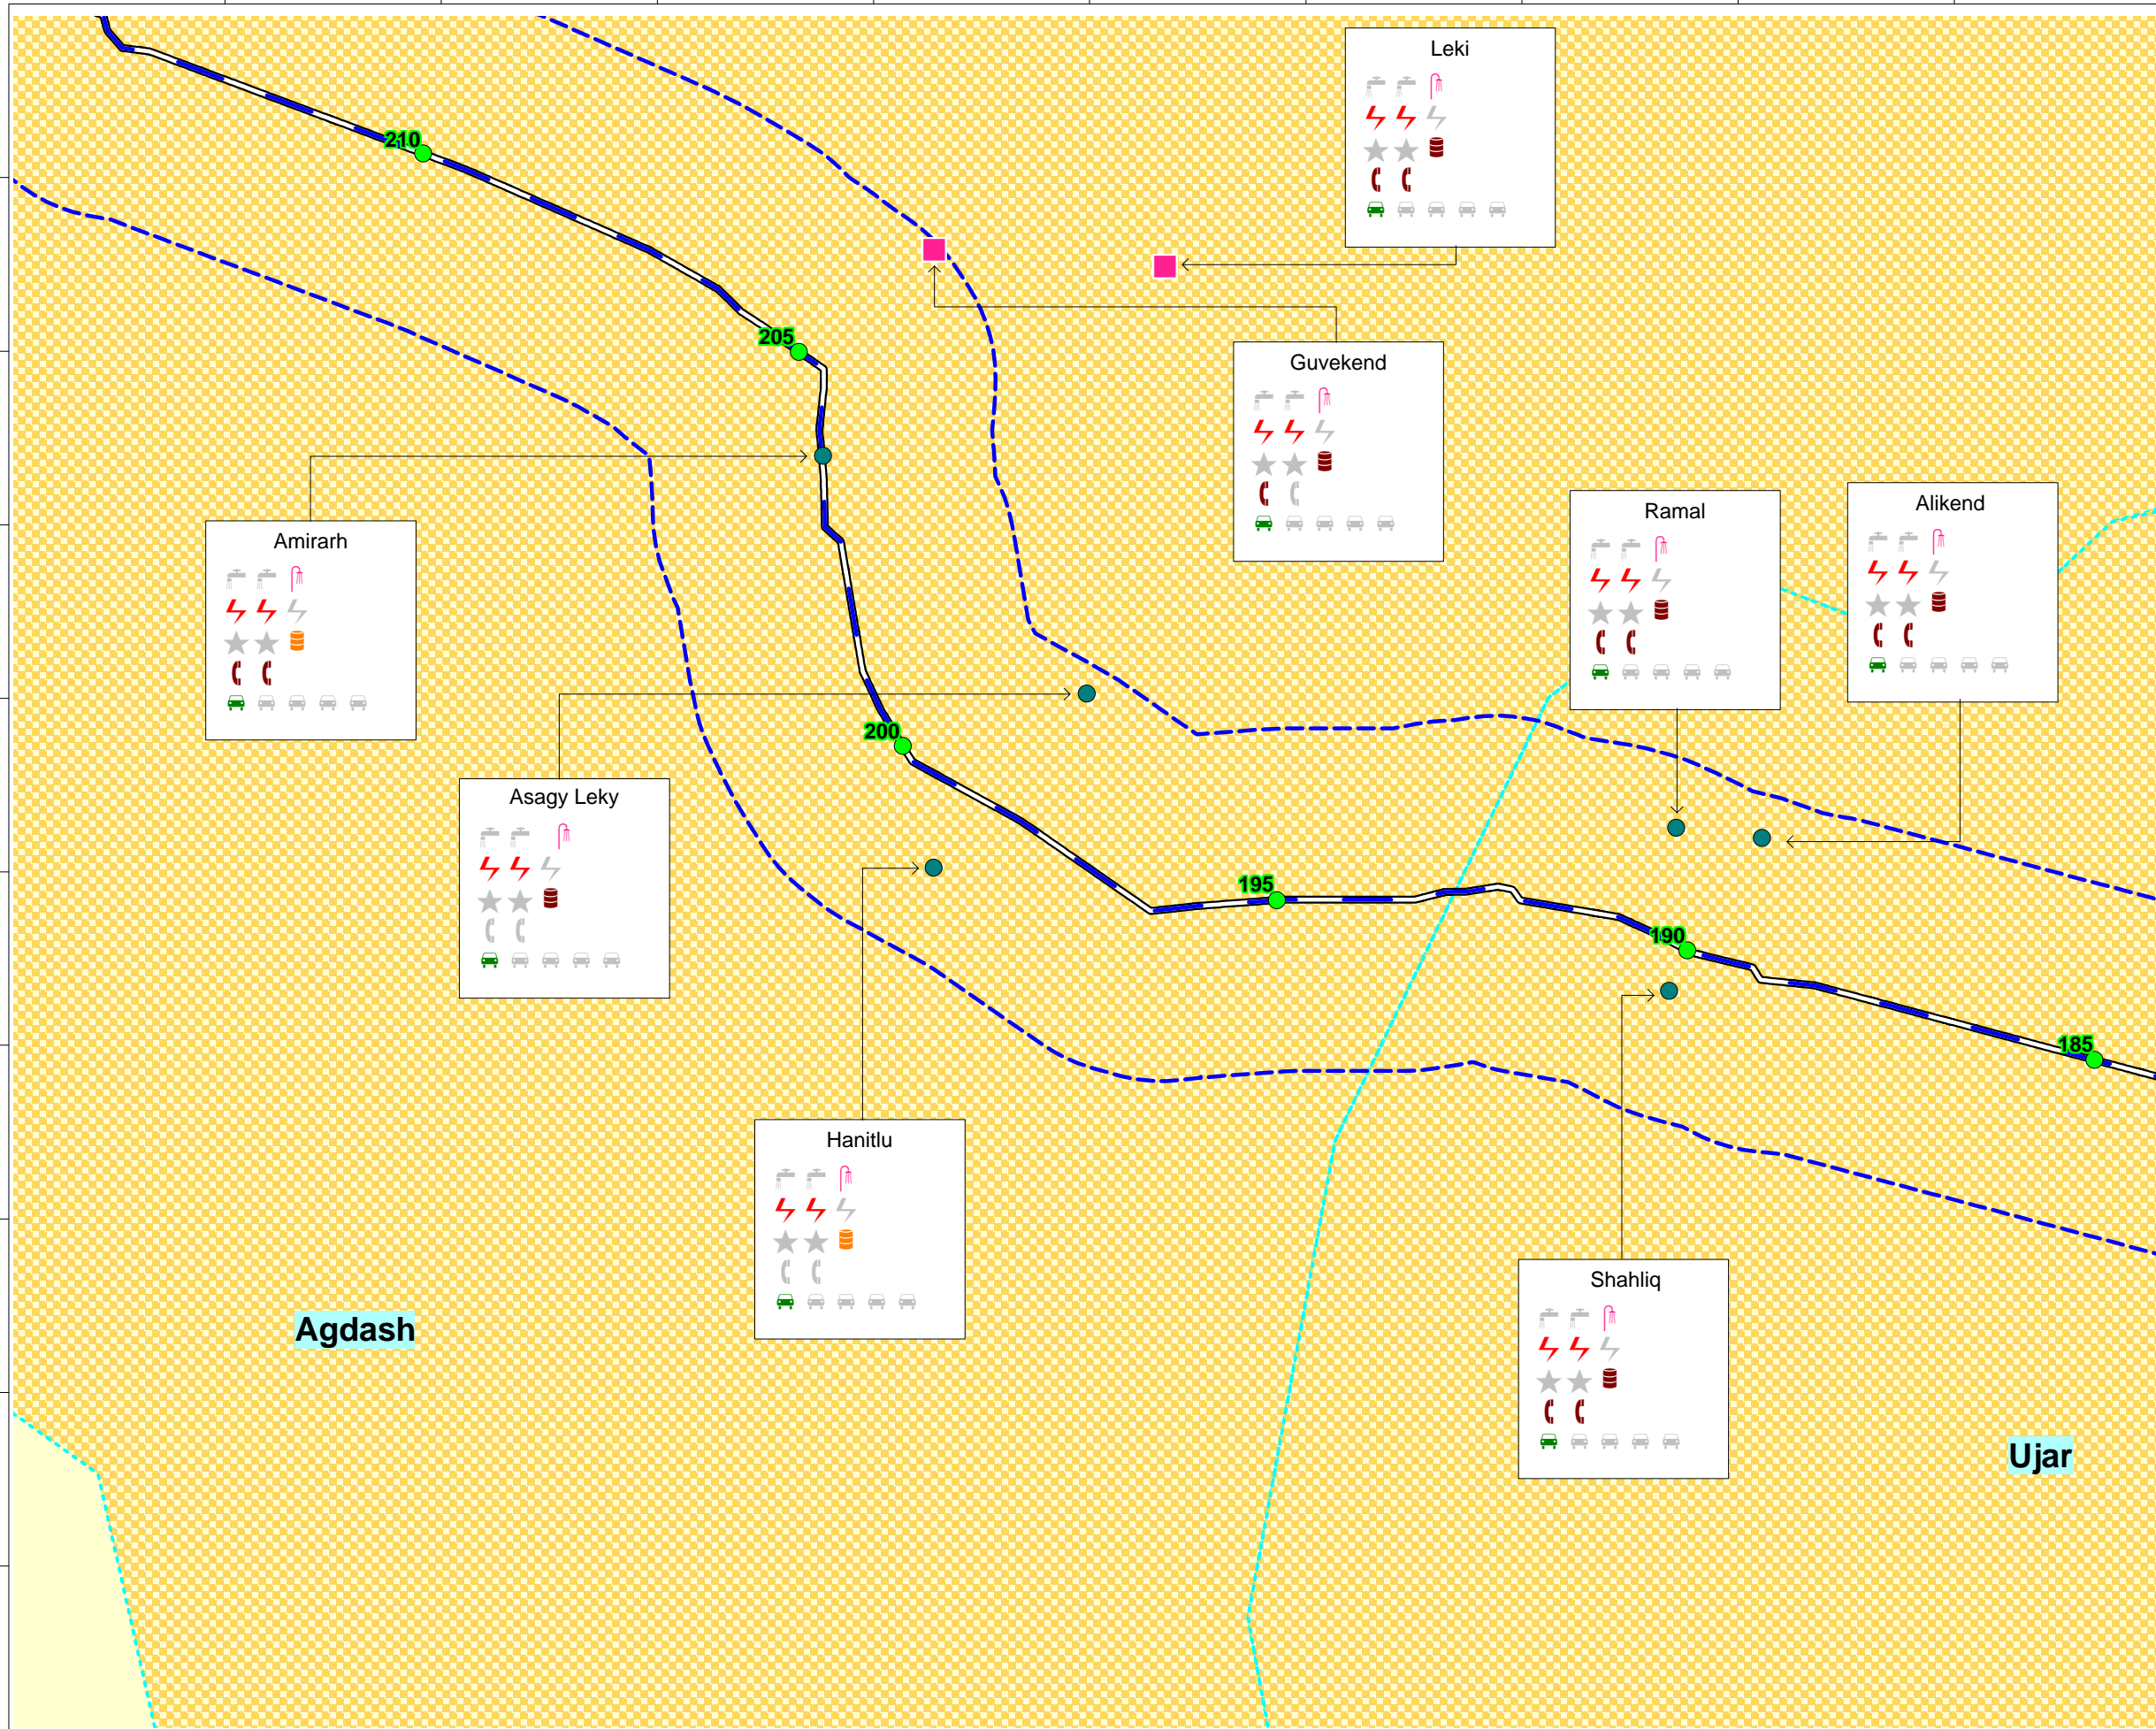 Leki
210
205
Guvekend
Alikend
Ramal
Amirarh
200
Asagy Leky
195
190
185
Hanitlu
Shahliq
Agdash
Ujar